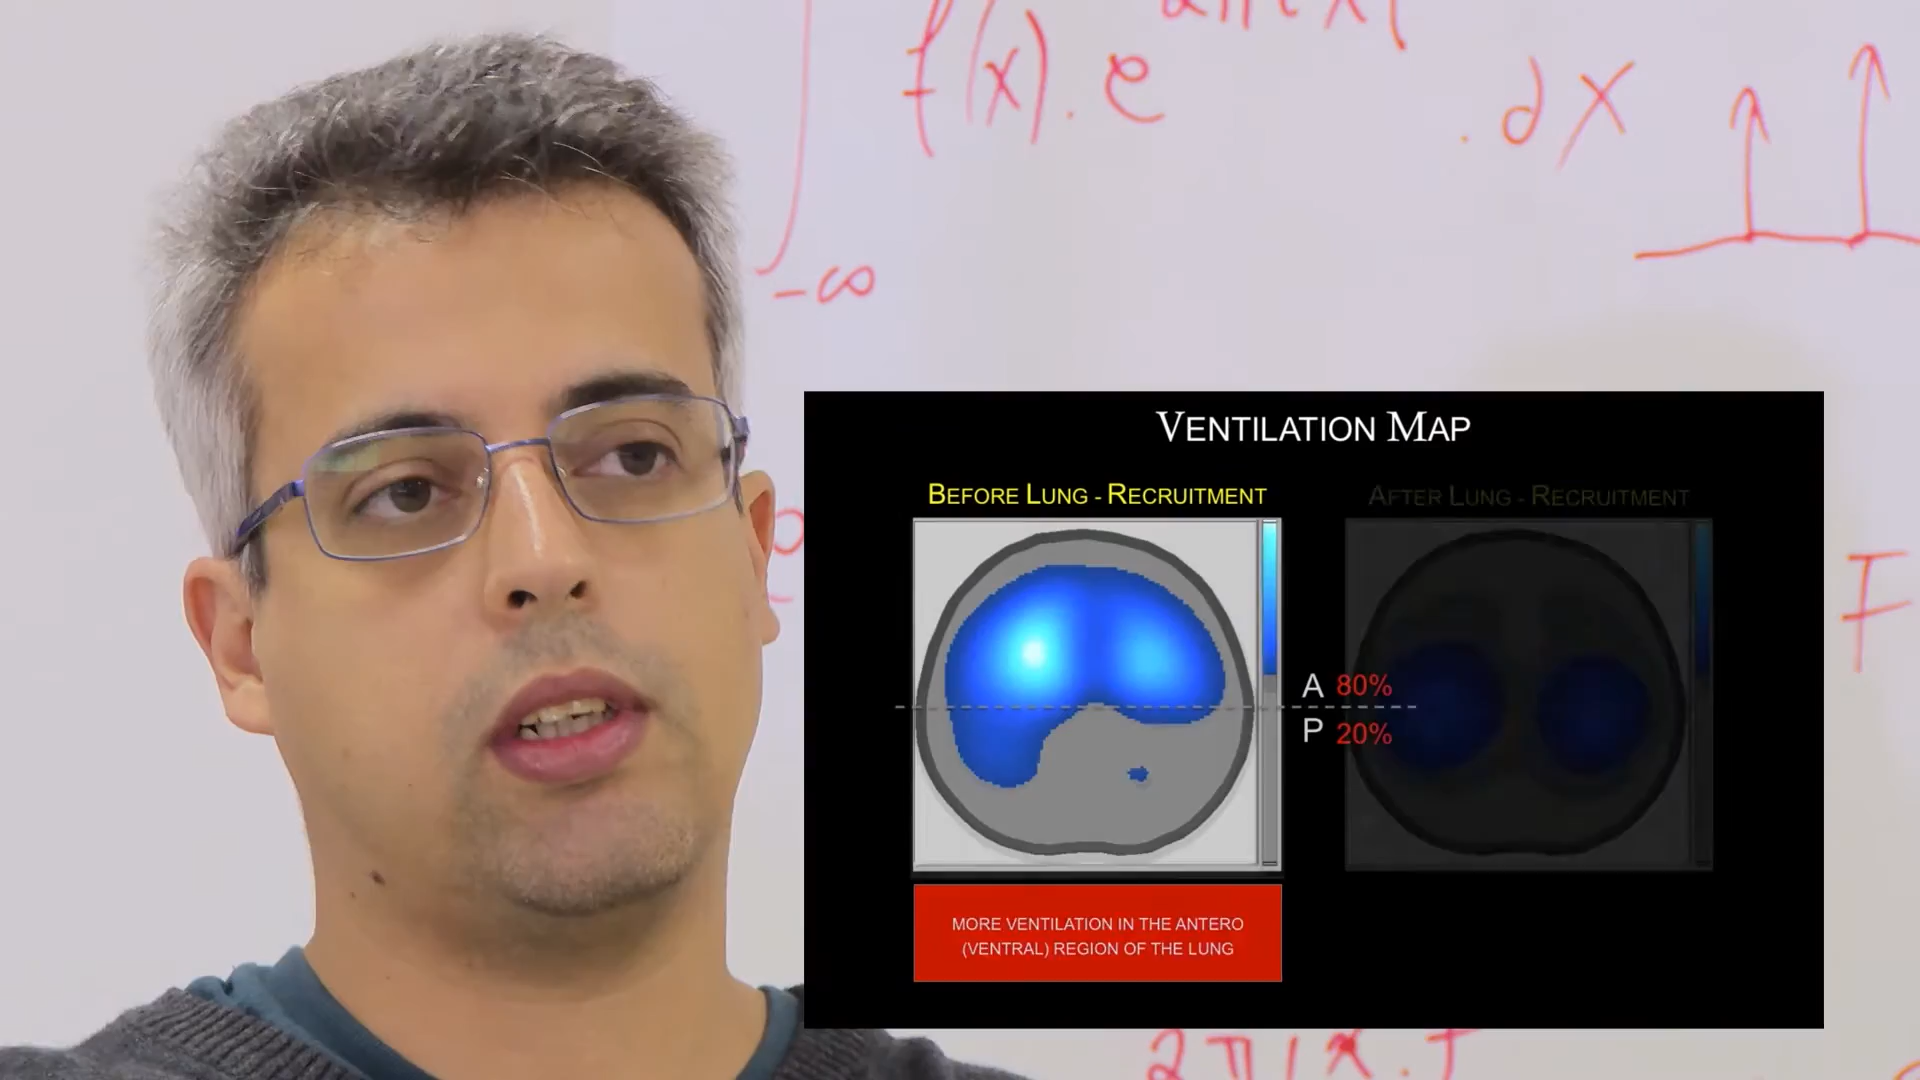 f(x) . e
. dx
-∞
VENTILATION MAP
BEFORE LUNG - RECRUITMENT
AFTER LUNG - RECRUITMENT
A 80%
P 20%
MORE VENTILATION IN THE ANTERO
(VENTRAL) REGION OF THE LUNG